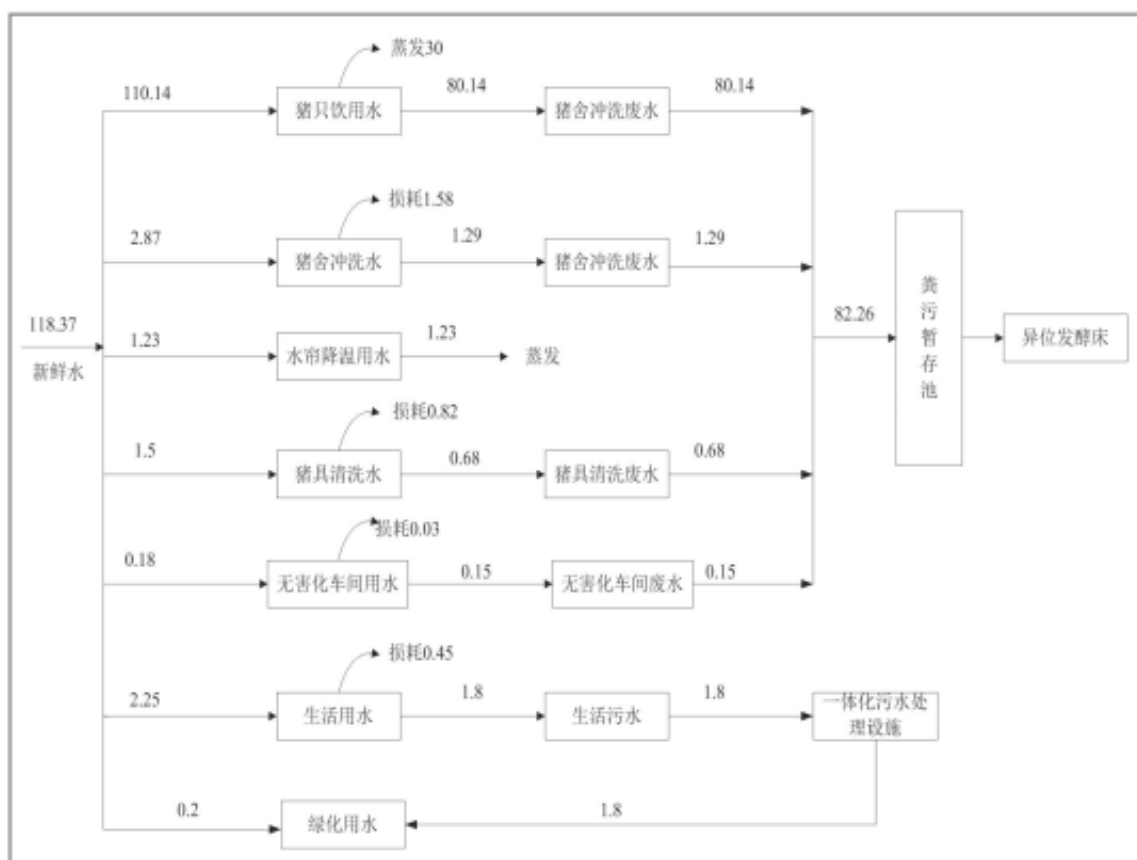 蒸发30
110.14
猪只饮用水
80.14
猪舍冲洗废水
80.14
损耗1.58
2.87
猪舍冲洗水
1.29
猪舍冲洗废水
1.29
118.37
新鲜水
1.23
水帘降温用水
1.23
蒸发
82.26
粪
污
暂
存
池
异位发酵床
损耗0.82
1.5
猪具清洗水
0.68
猪具清洗废水
0.68
损耗0.03
0.18
无害化车间用水
0.15
无害化车间废水
0.15
损耗0.45
2.25
生活用水
1.8
生活污水
1.8
一体化污水处
理设施
0.2
绿化用水
1.8